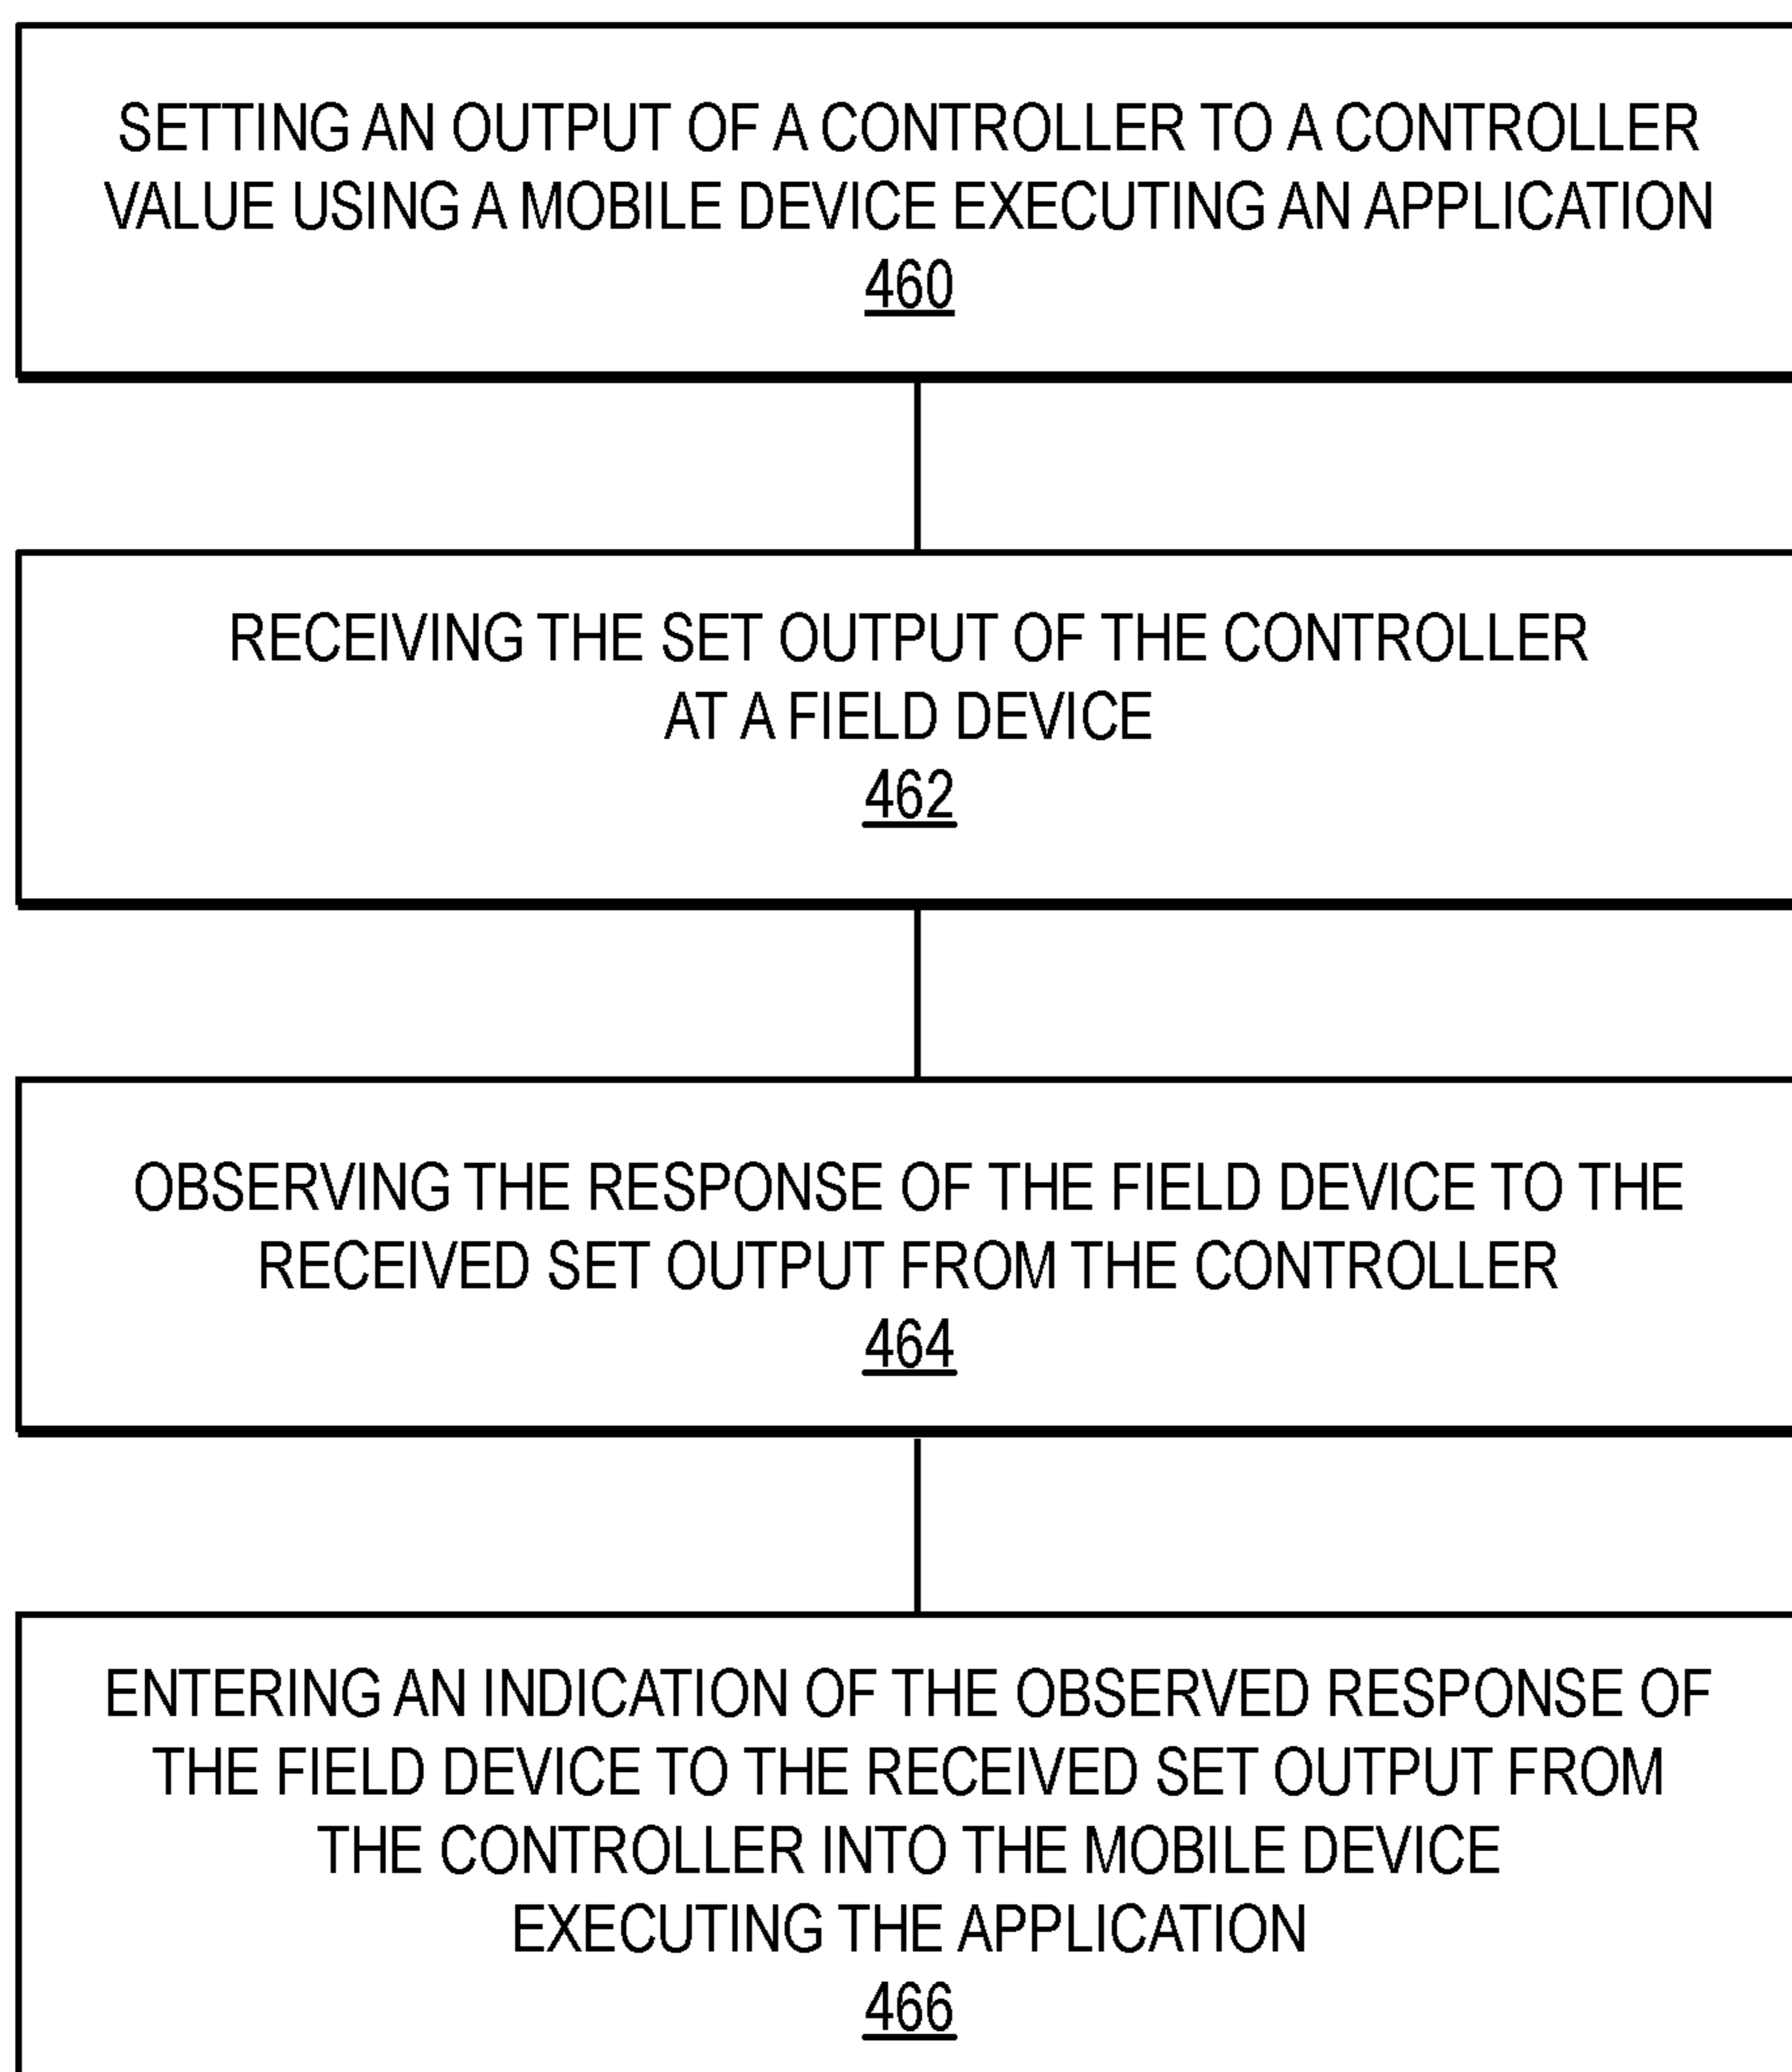 SETTING AN OUTPUT OF A CONTROLLER TO A CONTROLLER
VALUE USING A MOBILE DEVICE EXECUTING AN APPLICATION
460
RECEIVING THE SET OUTPUT OF THE CONTROLLER
AT A FIELD DEVICE
462
OBSERVING THE RESPONSE OF THE FIELD DEVICE TO THE
RECEIVED SET OUTPUT FROM THE CONTROLLER
464
ENTERING AN INDICATION OF THE OBSERVED RESPONSE OF
THE FIELD DEVICE TO THE RECEIVED SET OUTPUT FROM
THE CONTROLLER INTO THE MOBILE DEVICE
EXECUTING THE APPLICATION
466